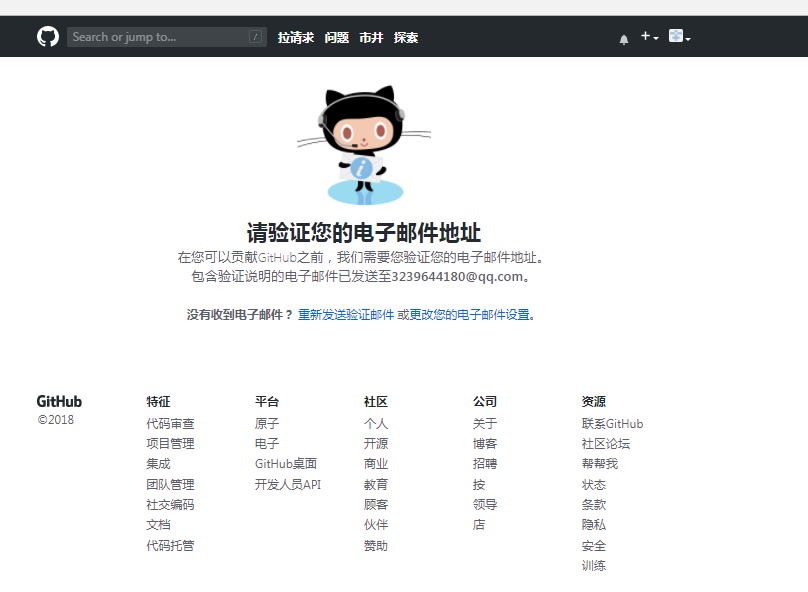 Search or jump to... / 拉请求 问题 市井 探索
i
请验证您的电子邮件地址
在您可以贡献GitHub之前，我们需要您验证您的电子邮件地址。
包含验证说明的电子邮件已发送至3239644180@qq.com。
没有收到电子邮件？ 重新发送验证邮件 或更改您的电子邮件设置。
GitHub
©2018
特征
代码审查
项目管理
集成
团队管理
社交编码
文档
代码托管
平台
原子
电子
GitHub桌面
开发人员API
社区
个人
开源
商业
教育
顾客
伙伴
赞助
公司
关于
博客
招聘
按
领导
店
资源
联系GitHub
社区论坛
帮帮我
状态
条款
隐私
安全
训练